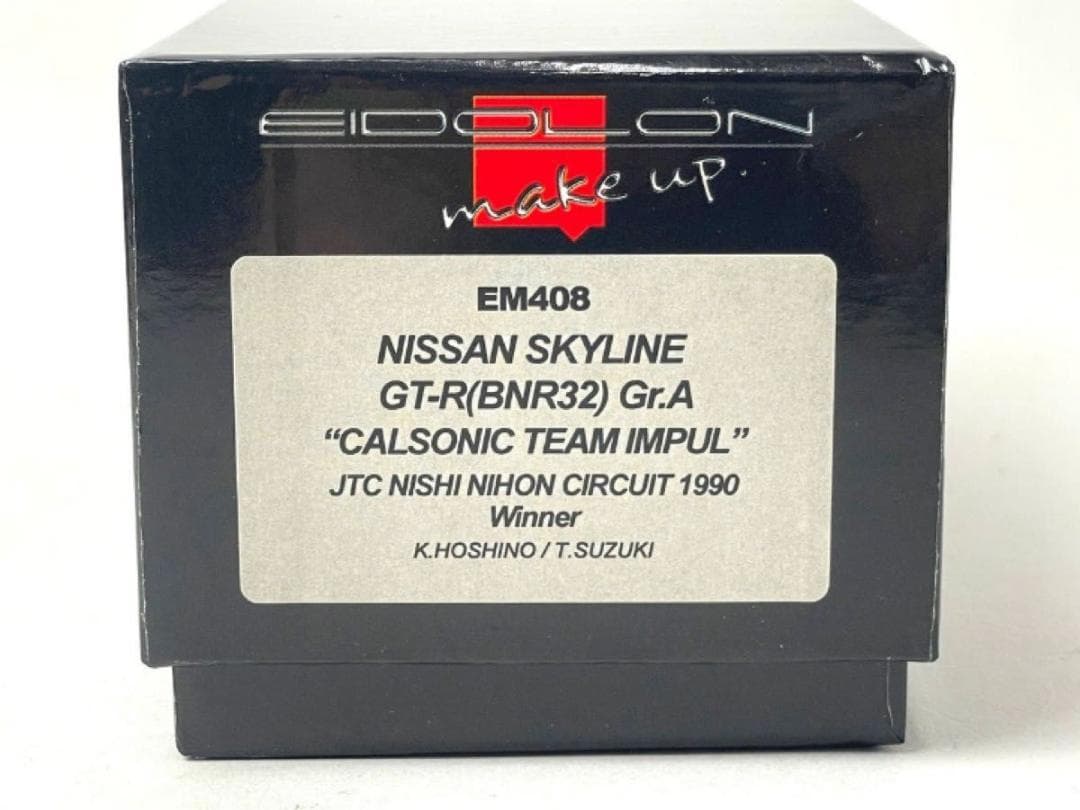 EIDOLON
make up.
EM408
NISSAN SKYLINE
GT-R(BNR32) Gr.A
“CALSONIC TEAM IMPUL”
JTC NISHI NIHON CIRCUIT 1990
Winner
K.HOSHINO / T.SUZUKI